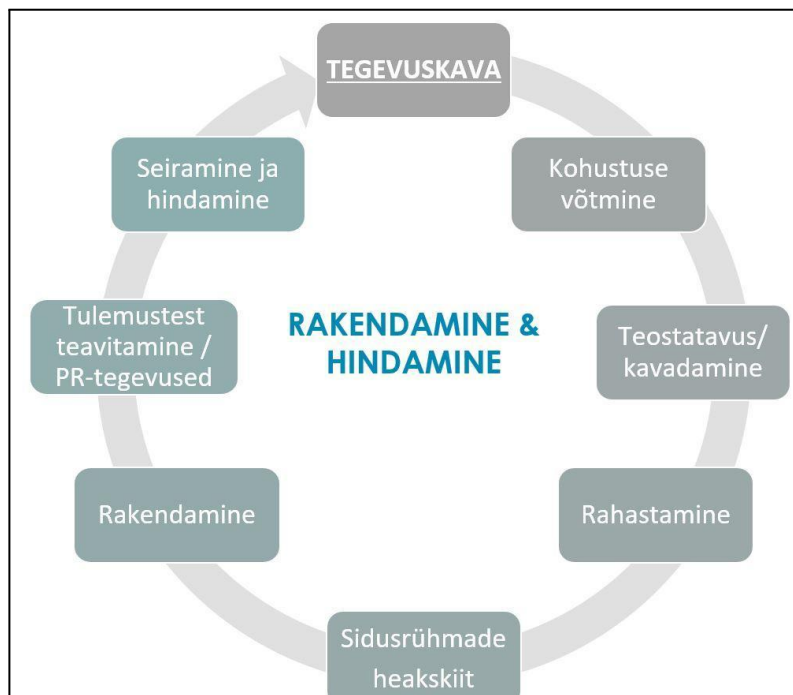 TEGEVUSKAVA
Kohustuse
võtmine
Teostatavus/
kavadamine
Rahastamine
Sidusrühmade
heakskiit
Rakendamine
Tulemustest
teavitamine /
PR-tegevused
Seiramine ja
hindamine
RAKENDAMINE &
HINDAMINE